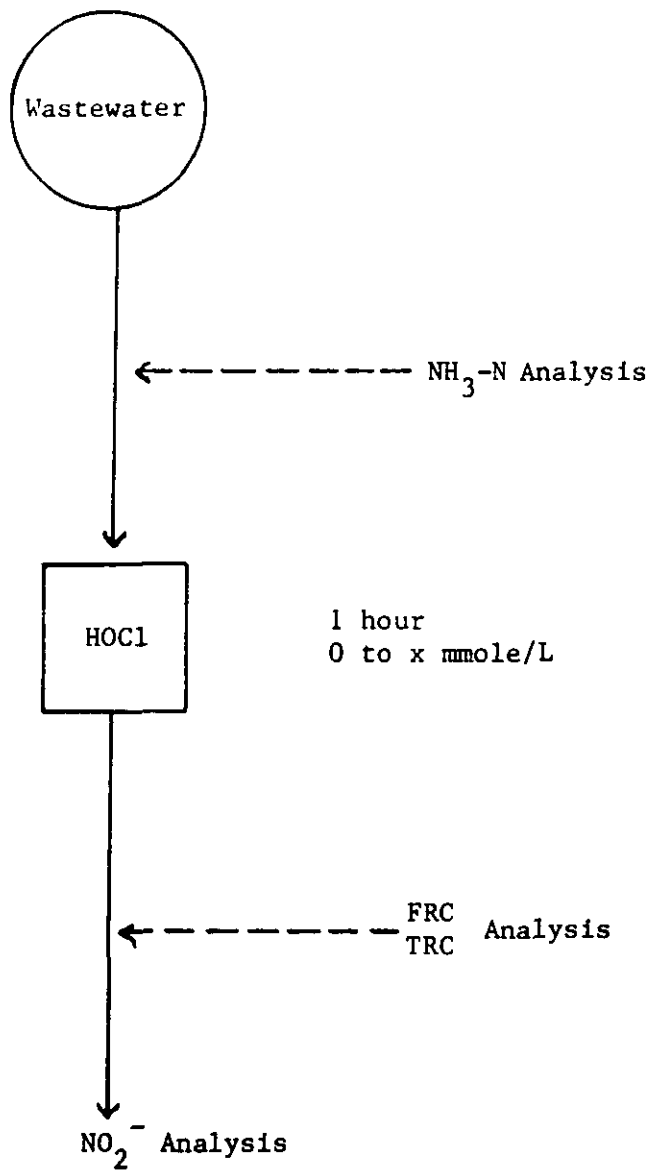 Wastewater
NH₃-N Analysis
HOCl
1 hour
0 to x mmole/L
FRC
TRC Analysis
NO₂⁻ Analysis